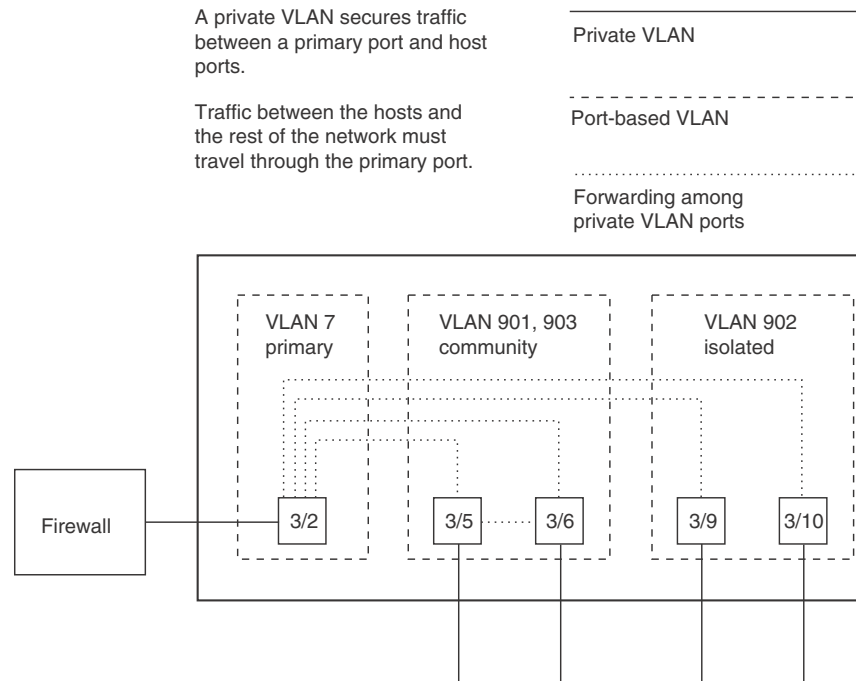 A private VLAN secures traffic
between a primary port and host
ports.
Traffic between the hosts and
the rest of the network must
travel through the primary port.
Private VLAN
Port-based VLAN
Forwarding among
private VLAN ports
VLAN 7
primary
VLAN 901, 903
community
VLAN 902
isolated
Firewall
3/2
3/5
3/6
3/9
3/10